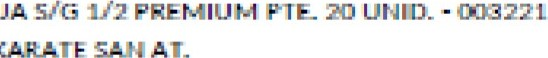 JA S/G 1/2 PREMIUM PTE. 20 UNID. - 003221
KARATE SAN AT.